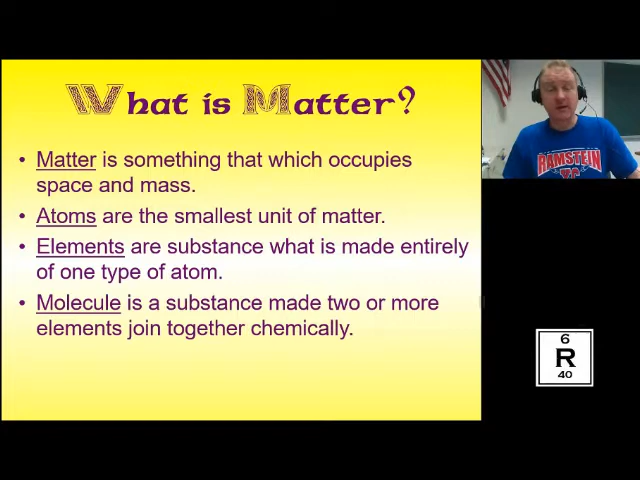 What is Matter?
• Matter is something that which occupies
space and mass.
• Atoms are the smallest unit of matter.
• Elements are substance what is made entirely
of one type of atom.
• Molecule is a substance made two or more
elements join together chemically.
RAMSTEIN
6
R
40